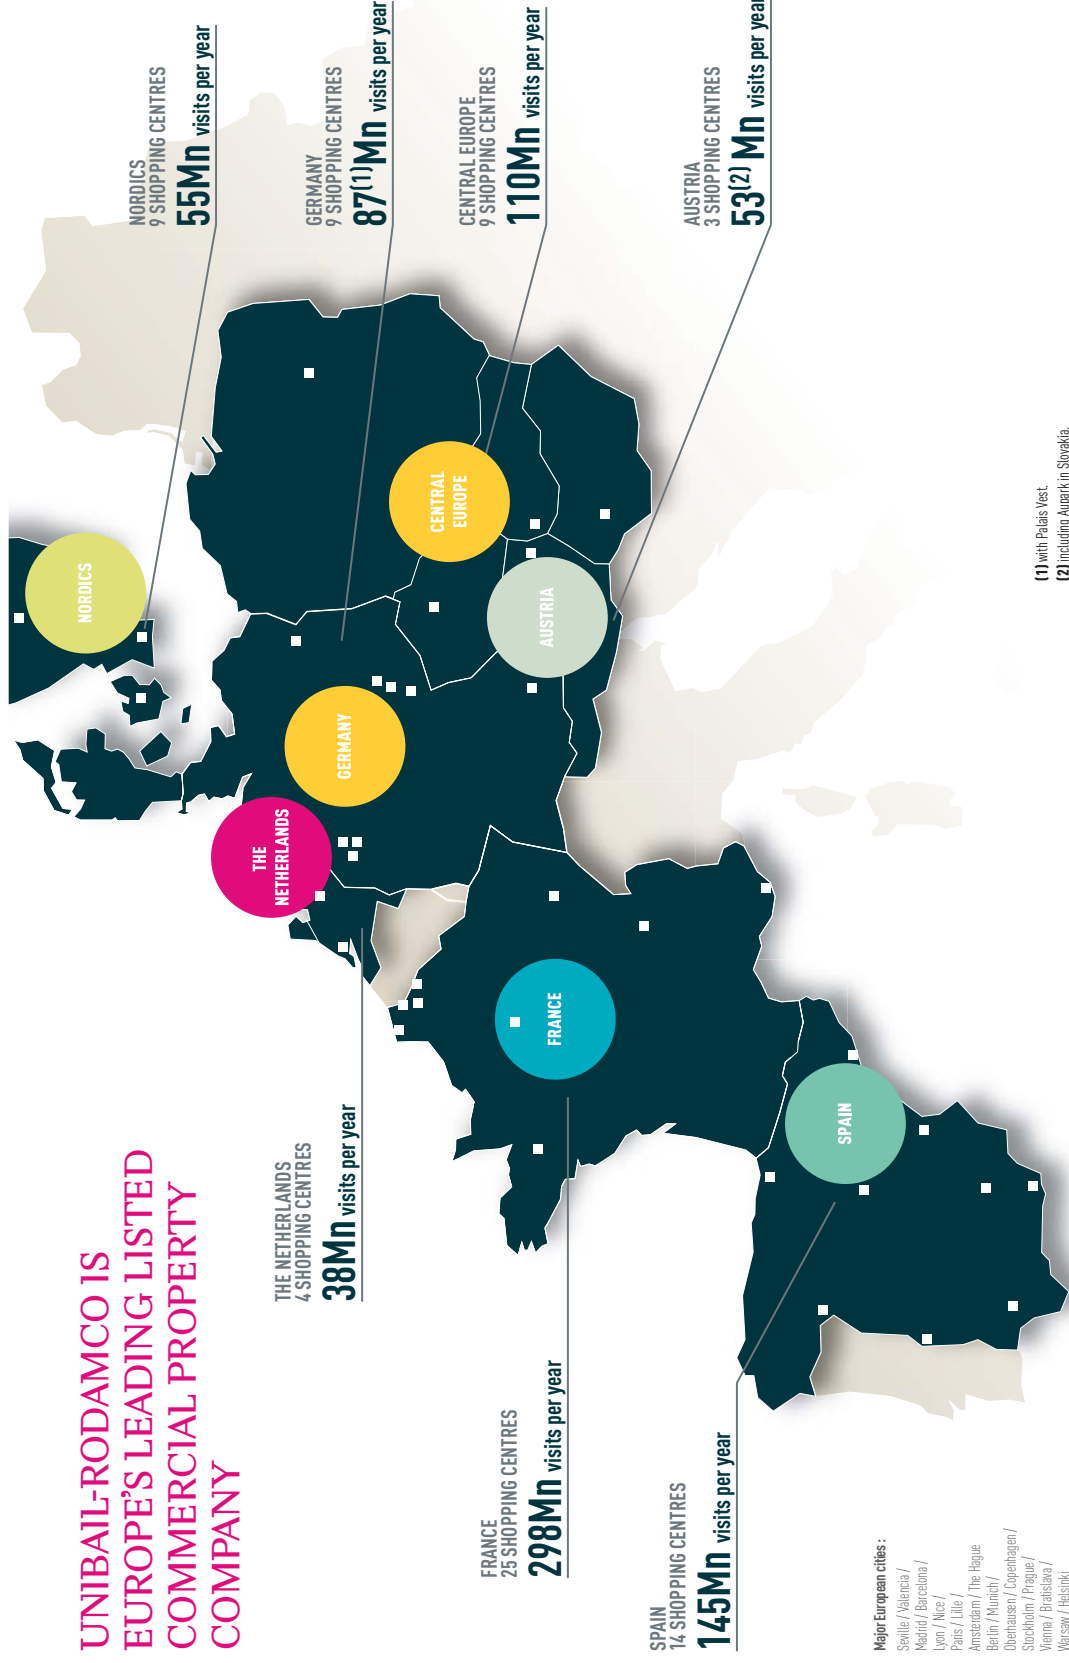 UNIBAIL-RODAMCO IS
EUROPE'S LEADING LISTED
COMMERCIAL PROPERTY
COMPANY
THE NETHERLANDS
4 SHOPPING CENTRES
38Mn visits per year
FRANCE
25 SHOPPING CENTRES
298Mn visits per year
SPAIN
14 SHOPPING CENTRES
145Mn visits per year
NORDICS
9 SHOPPING CENTRES
55Mn visits per year
GERMANY
9 SHOPPING CENTRES
87(1)Mn visits per year
CENTRAL EUROPE
9 SHOPPING CENTRES
110Mn visits per year
AUSTRIA
3 SHOPPING CENTRES
53(2) Mn visits per year
NORDICS
THE
NETHERLANDS
GERMANY
CENTRAL
EUROPE
AUSTRIA
FRANCE
SPAIN
Major European cities :
Seville / Valencia /
Madrid / Barcelona /
Lyon / Nice /
Paris / Lille /
Amsterdam / The Hague
Berlin / Munich /
Oberhausen / Copenhagen /
Stockholm / Prague /
Vienna / Bratislava /
Warsaw / Helsinki
(1) with Palais Vest.
(2) including Aupark in Slovakia.